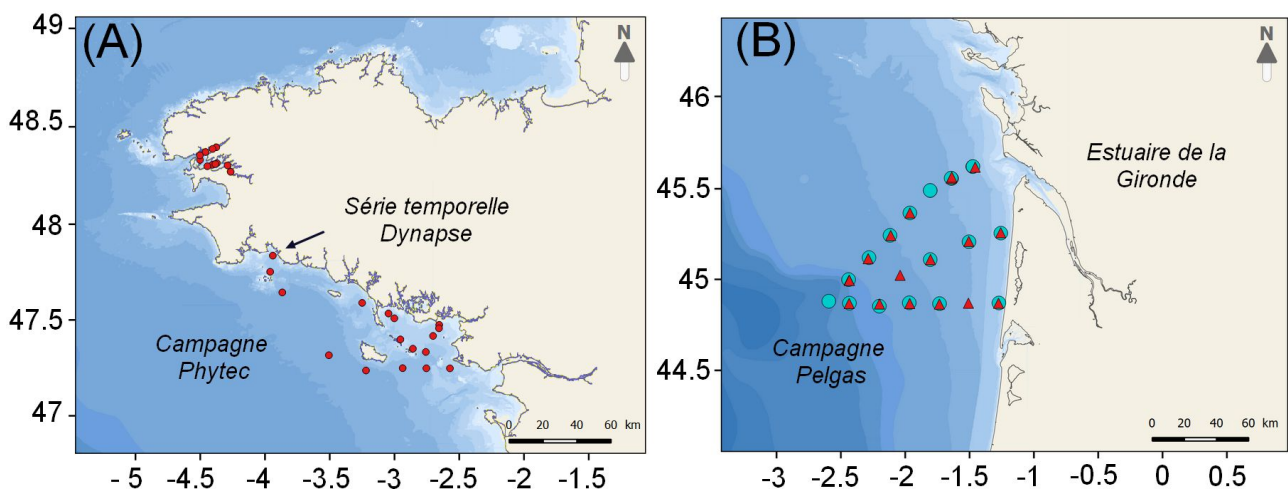 (A)
N
49
48.5
48
47.5
47
Série temporelle
Dynapse
Campagne
Phytec
0 20 40 60 km
- 5 -4.5 -4 -3.5 -3 -2.5 -2 -1.5
(B)
N
46
45.5
45
44.5
Estuaire de la
Gironde
Campagne
Pelgas
0 20 40 60 km
-3 -2.5 -2 -1.5 -1 -0.5 0 0.5